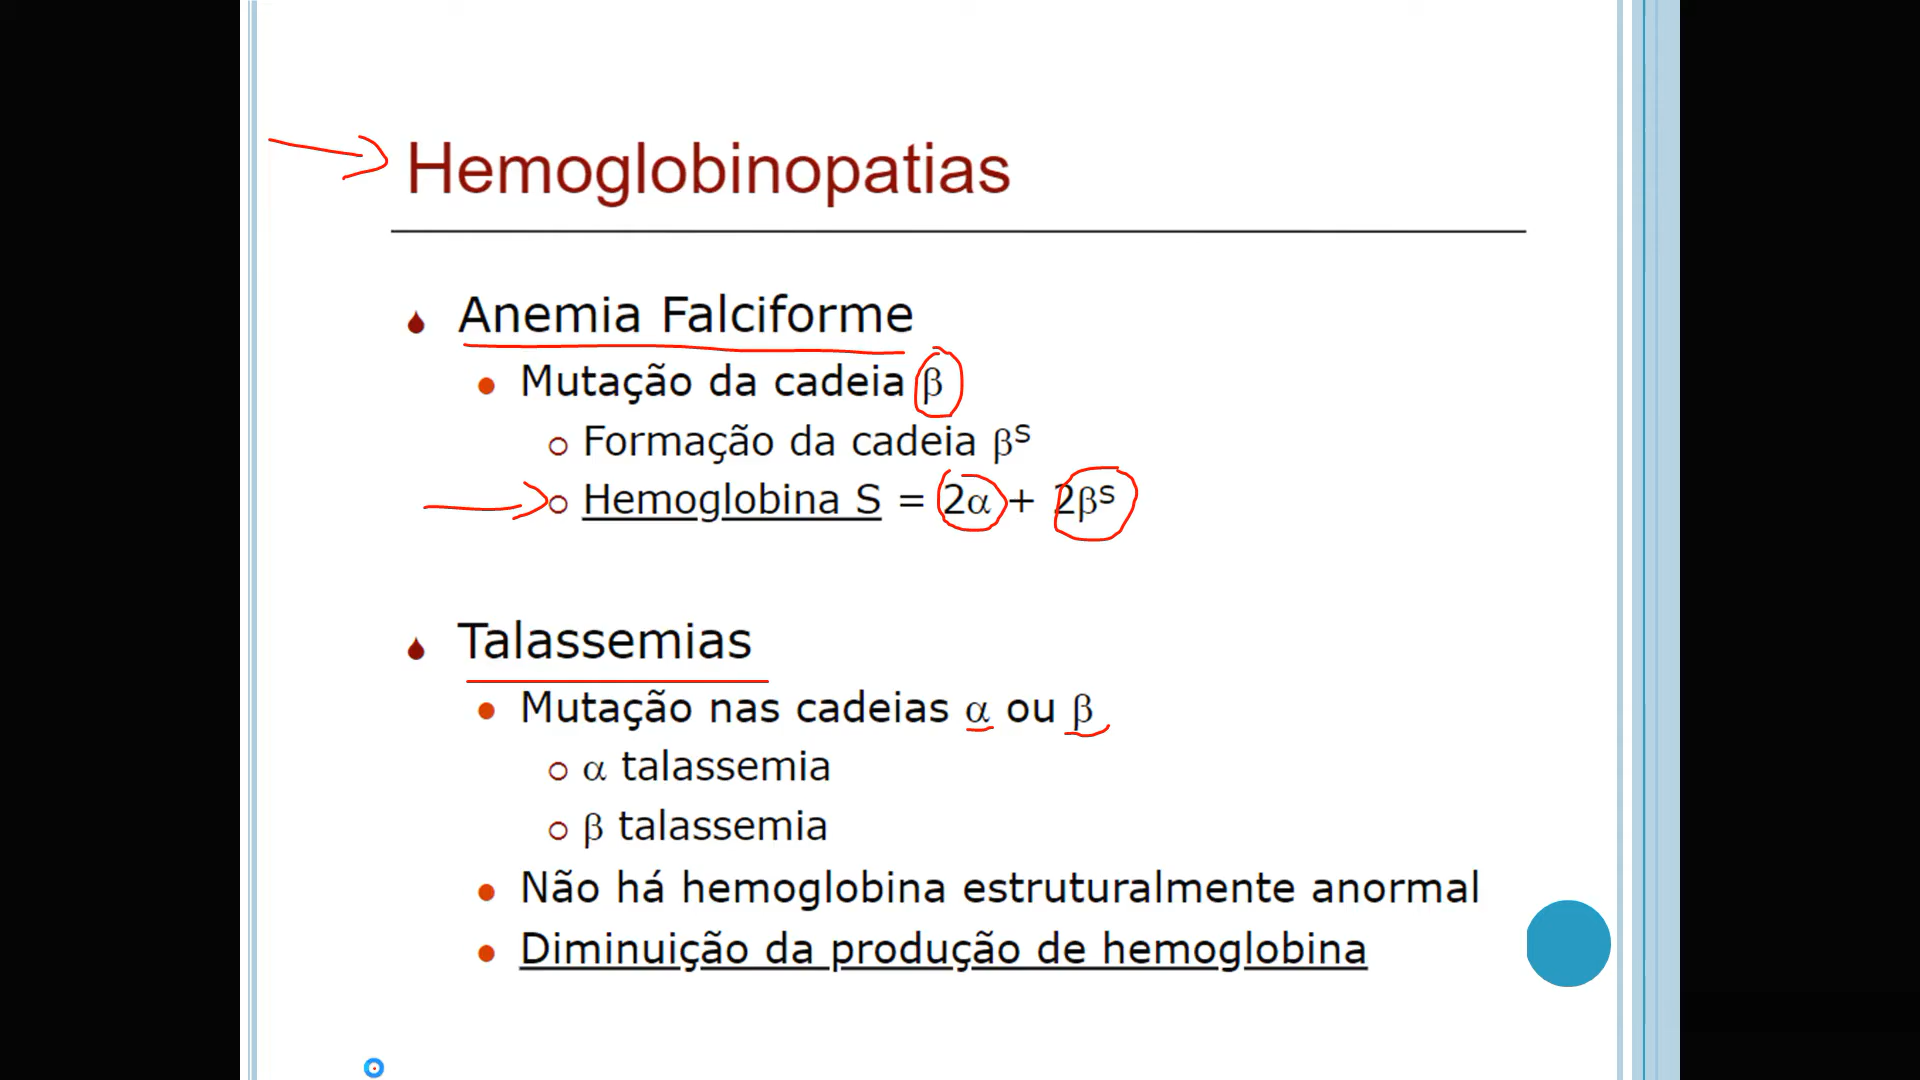 Hemoglobinopatias
Anemia Falciforme
Mutação da cadeia β
Formação da cadeia βˢ
Hemoglobina S = 2α + 2βˢ
Talassemias
Mutação nas cadeias α ou β
α talassemia
β talassemia
Não há hemoglobina estruturalmente anormal
Diminuição da produção de hemoglobina